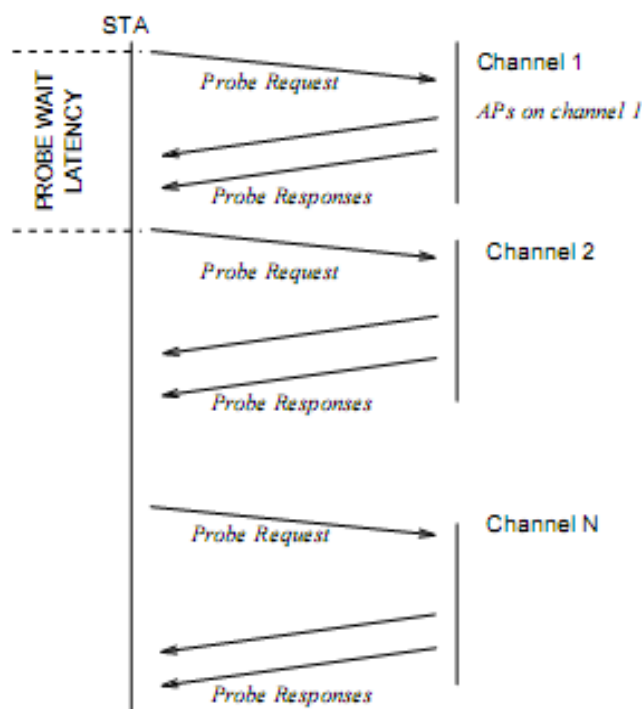 STA
Channel 1
Probe Request
APs on channel 1
PROBE WAIT
LATENCY
Probe Responses
Channel 2
Probe Request
Probe Responses
Channel N
Probe Request
Probe Responses